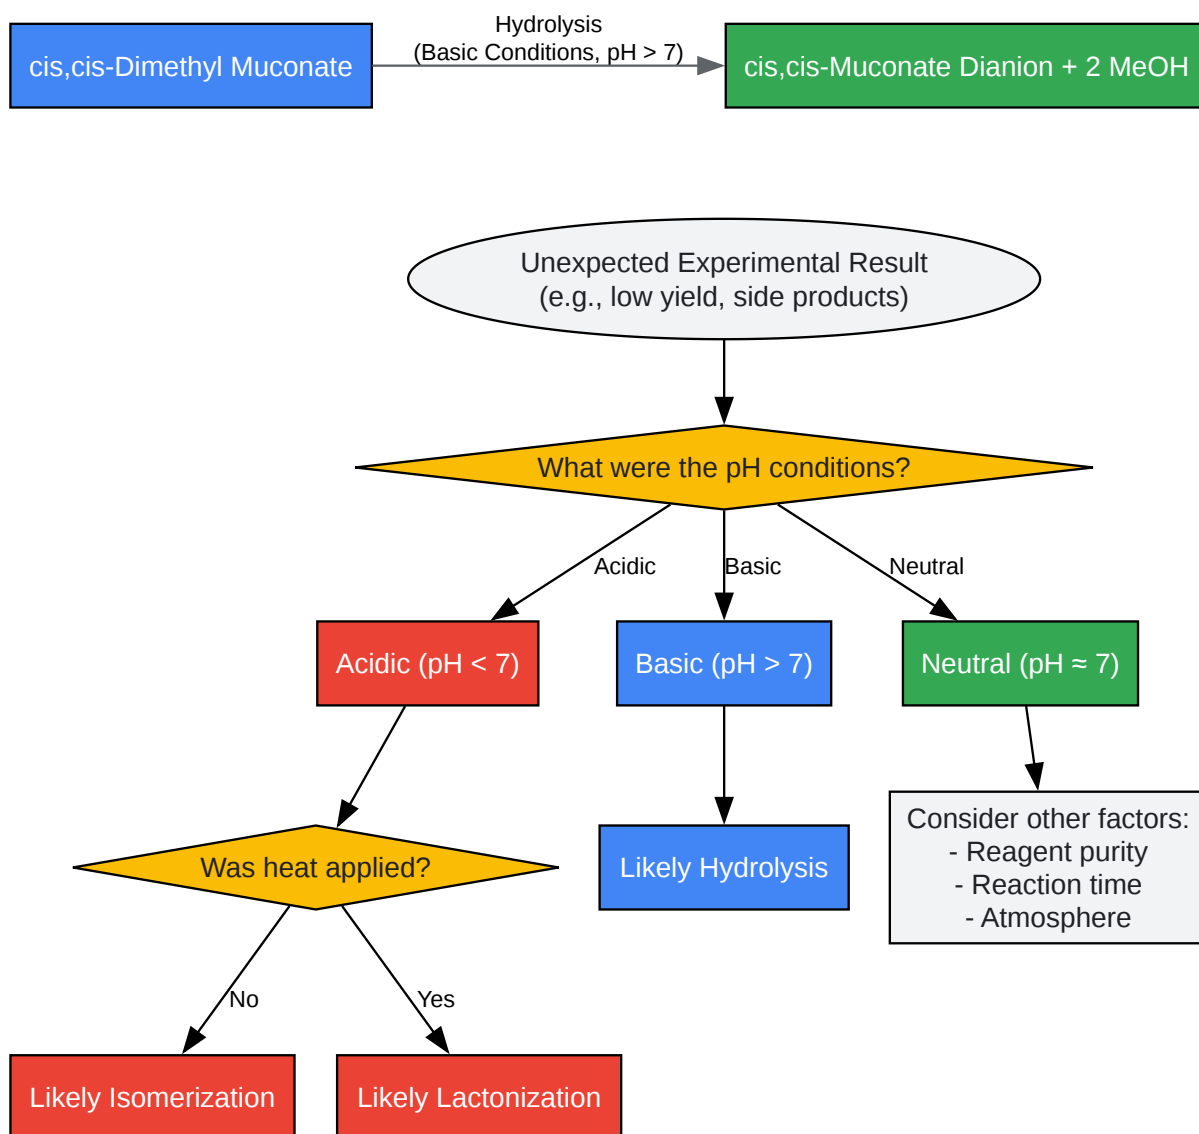 cis,cis-Dimethyl Muconate
Hydrolysis
(Basic Conditions, pH > 7)
cis,cis-Muconate Dianion + 2 MeOH
Unexpected Experimental Result
(e.g., low yield, side products)
What were the pH conditions?
Acidic
Basic
Neutral
Acidic (pH < 7)
Basic (pH > 7)
Neutral (pH ≈ 7)
Was heat applied?
Likely Hydrolysis
Consider other factors:
- Reagent purity
- Reaction time
- Atmosphere
No
Yes
Likely Isomerization
Likely Lactonization